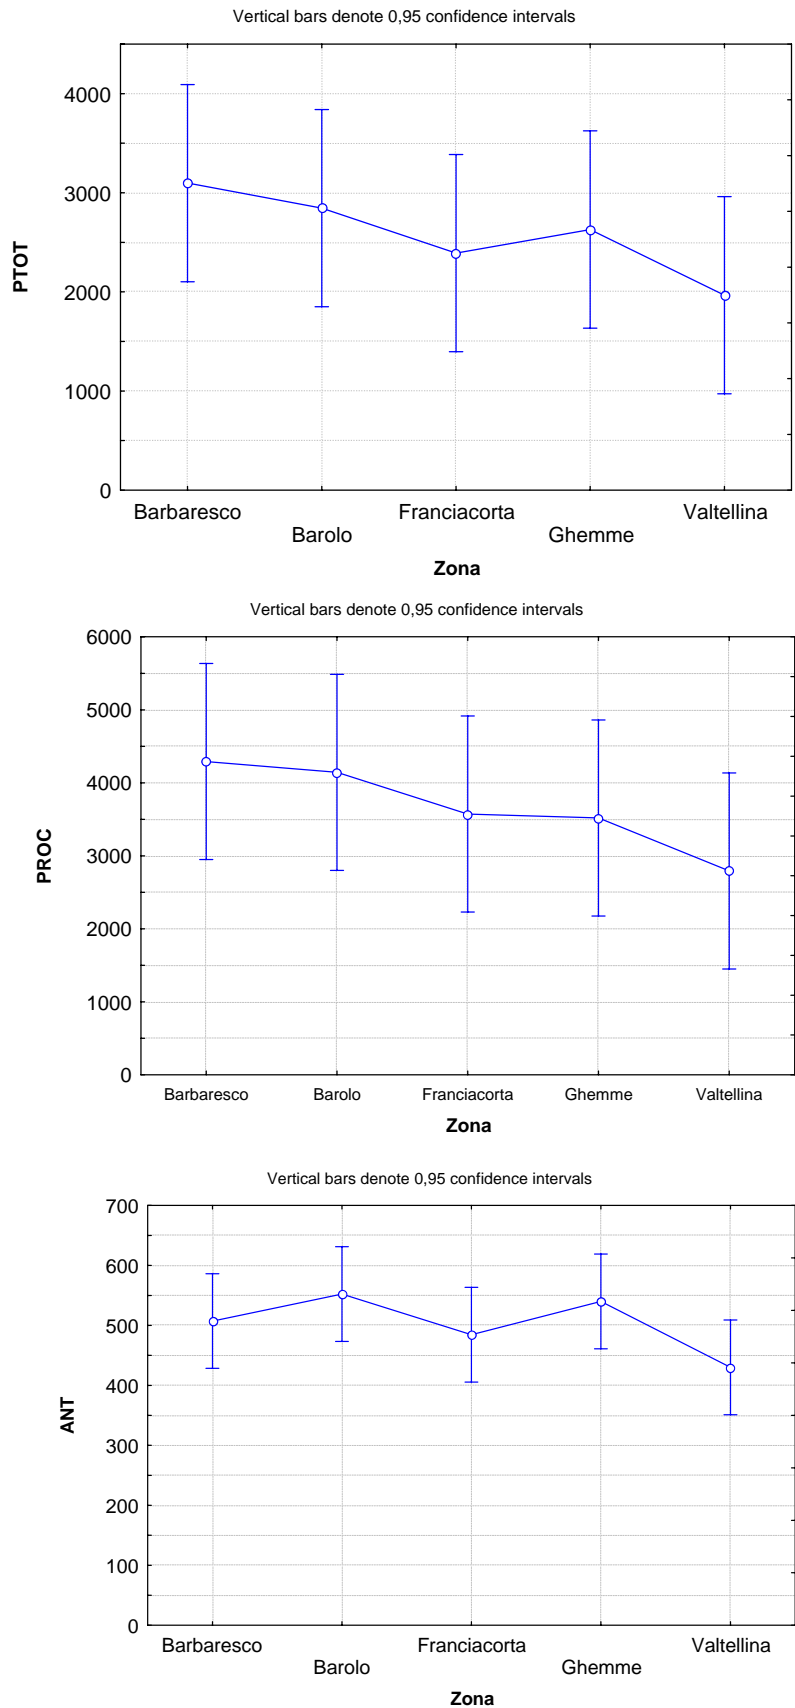 Vertical bars denote 0,95 confidence intervals
4000
3000
2000
1000
0
PTOT
Barbaresco
Barolo
Franciacorta
Ghemme
Valtellina
Zona
Vertical bars denote 0,95 confidence intervals
6000
5000
4000
3000
2000
1000
0
PROC
Barbaresco
Barolo
Franciacorta
Ghemme
Valtellina
Zona
Vertical bars denote 0,95 confidence intervals
700
600
500
400
300
200
100
0
ANT
Barbaresco
Barolo
Franciacorta
Ghemme
Valtellina
Zona